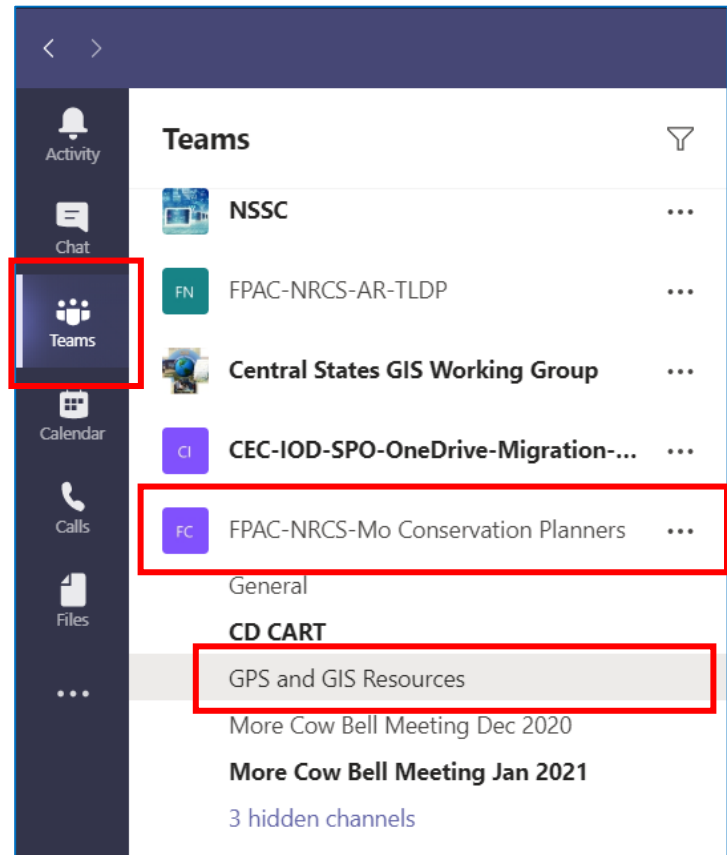 Activity
Chat
Teams
Calendar
Calls
Files
Teams
NSSC
FN
FPAC-NRCS-AR-TLDP
Central States GIS Working Group
CI
CEC-IOD-SPO-OneDrive-Migration-...
FC
FPAC-NRCS-Mo Conservation Planners
General
CD CART
GPS and GIS Resources
More Cow Bell Meeting Dec 2020
More Cow Bell Meeting Jan 2021
3 hidden channels